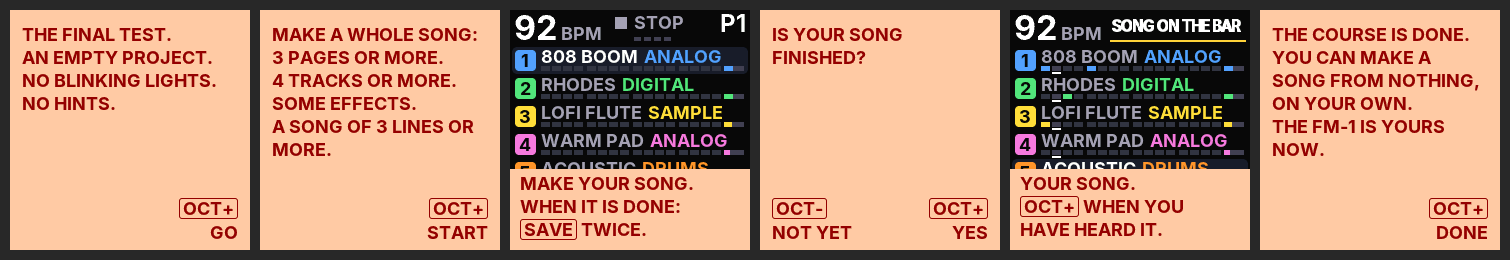 THE FINAL TEST.
AN EMPTY PROJECT.
NO BLINKING LIGHTS.
NO HINTS.
OCT+
GO
MAKE A WHOLE SONG:
3 PAGES OR MORE.
4 TRACKS OR MORE.
SOME EFFECTS.
A SONG OF 3 LINES OR
MORE.
OCT+
START
92 BPM STOP P1
1 808 BOOM ANALOG
2 RHODES DIGITAL
3 LOFI FLUTE SAMPLE
4 WARM PAD ANALOG
ACOUSTIC DRUMS
MAKE YOUR SONG.
WHEN IT IS DONE:
SAVE TWICE.
IS YOUR SONG
FINISHED?
OCT- OCT+
NOT YET YES
92 BPM SONG ON THE BAR
1 808 BOOM ANALOG
2 RHODES DIGITAL
3 LOFI FLUTE SAMPLE
4 WARM PAD ANALOG
ACOUSTIC DRUMS
YOUR SONG.
OCT+ WHEN YOU
HAVE HEARD IT.
THE COURSE IS DONE.
YOU CAN MAKE A
SONG FROM NOTHING,
ON YOUR OWN.
THE FM-1 IS YOURS
NOW.
OCT+
DONE